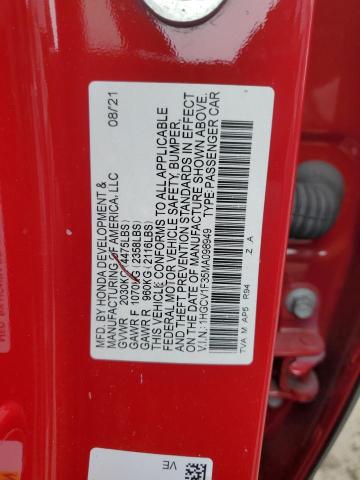 MFD. BY HONDA DEVELOPMENT & 08/21
MANUFACTURING OF AMERICA, LLC
GVWR 2030KG(4475LBS)
GAWR F 1070KG(2358LBS)
GAWR R 960KG(2116LBS)
THIS VEHICLE CONFORMS TO ALL APPLICABLE
FEDERAL MOTOR VEHICLE SAFETY, BUMPER,
&THEFT PREVENTION STANDARDS IN EFFECT
ON THE DATE OF MANUFACTURE SHOWN ABOVE.
V.I.N:1HGCV1F35MA098949 TYPE:PASSENGER CAR
TVA M AP5 R94 Z A
VE